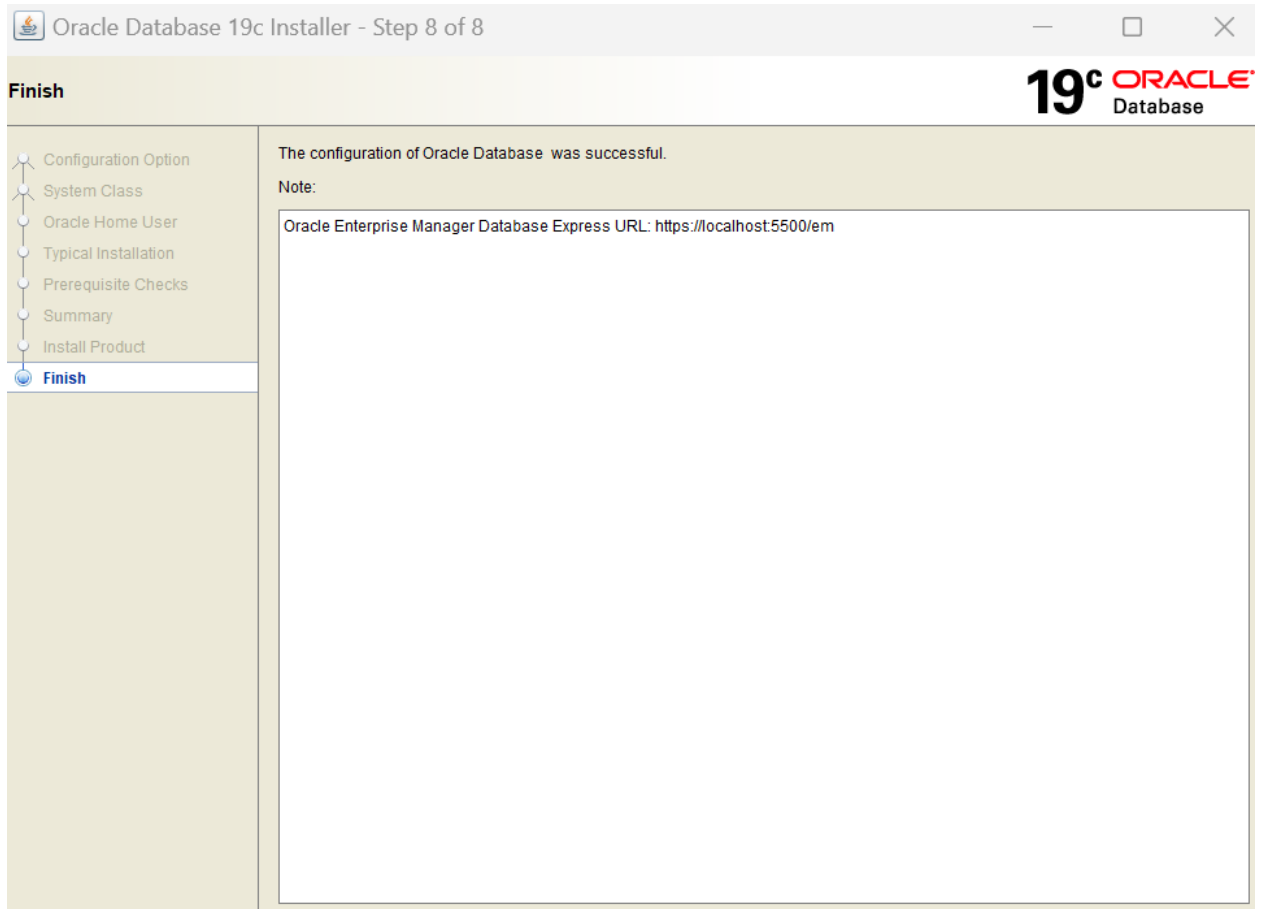 Oracle Database 19c Installer - Step 8 of 8
Finish
19c ORACLE
Database
Configuration Option
System Class
Oracle Home User
Typical Installation
Prerequisite Checks
Summary
Install Product
Finish
The configuration of Oracle Database was successful.
Note:
Oracle Enterprise Manager Database Express URL: https://localhost:5500/em